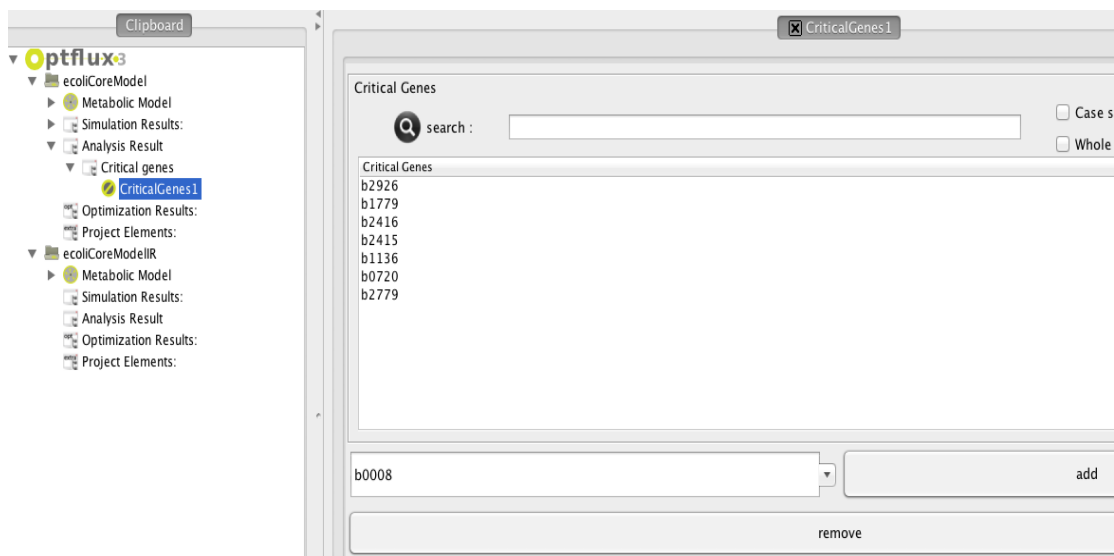 Clipboard
Optflux3
ecoliCoreModel
Metabolic Model
Simulation Results:
Analysis Result
Critical genes
CriticalGenes1
Optimization Results:
Project Elements:
ecoliCoreModelIR
Metabolic Model
Simulation Results:
Analysis Result
Optimization Results:
Project Elements:
CriticalGenes1
Critical Genes
search :
Case s
Whole
Critical Genes
b2926
b1779
b2416
b2415
b1136
b0720
b2779
b0008
add
remove